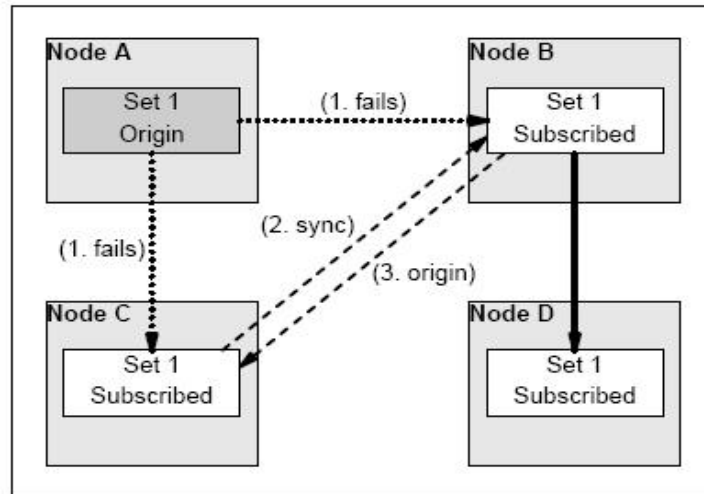 Node A
Set 1
Origin
(1. fails)
Node B
Set 1
Subscribed
(1. fails)
(2. sync)
(3. origin)
Node C
Set 1
Subscribed
Node D
Set 1
Subscribed